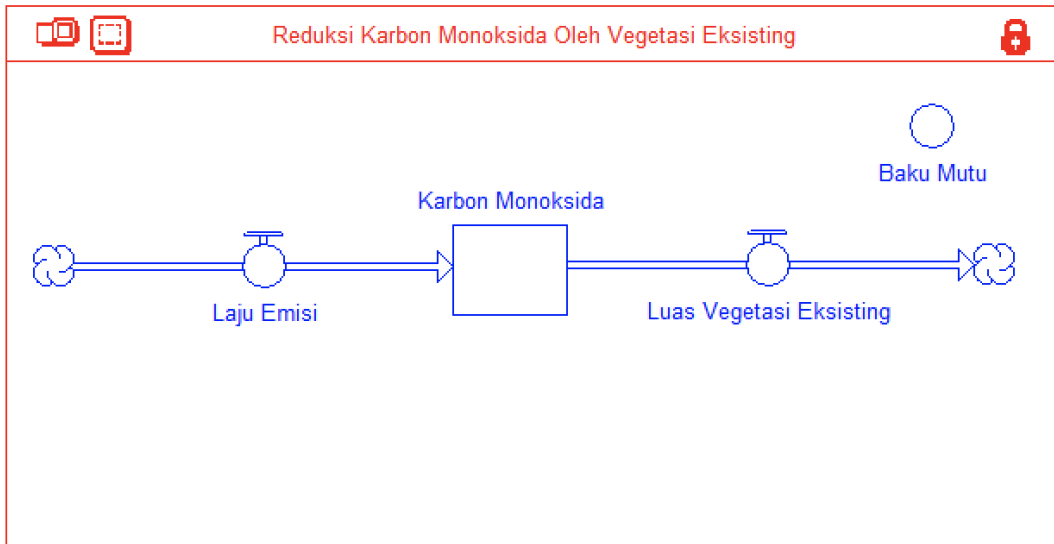 Reduksi Karbon Monoksida Oleh Vegetasi Eksisting
Baku Mutu
Karbon Monoksida
Laju Emisi
Luas Vegetasi Eksisting